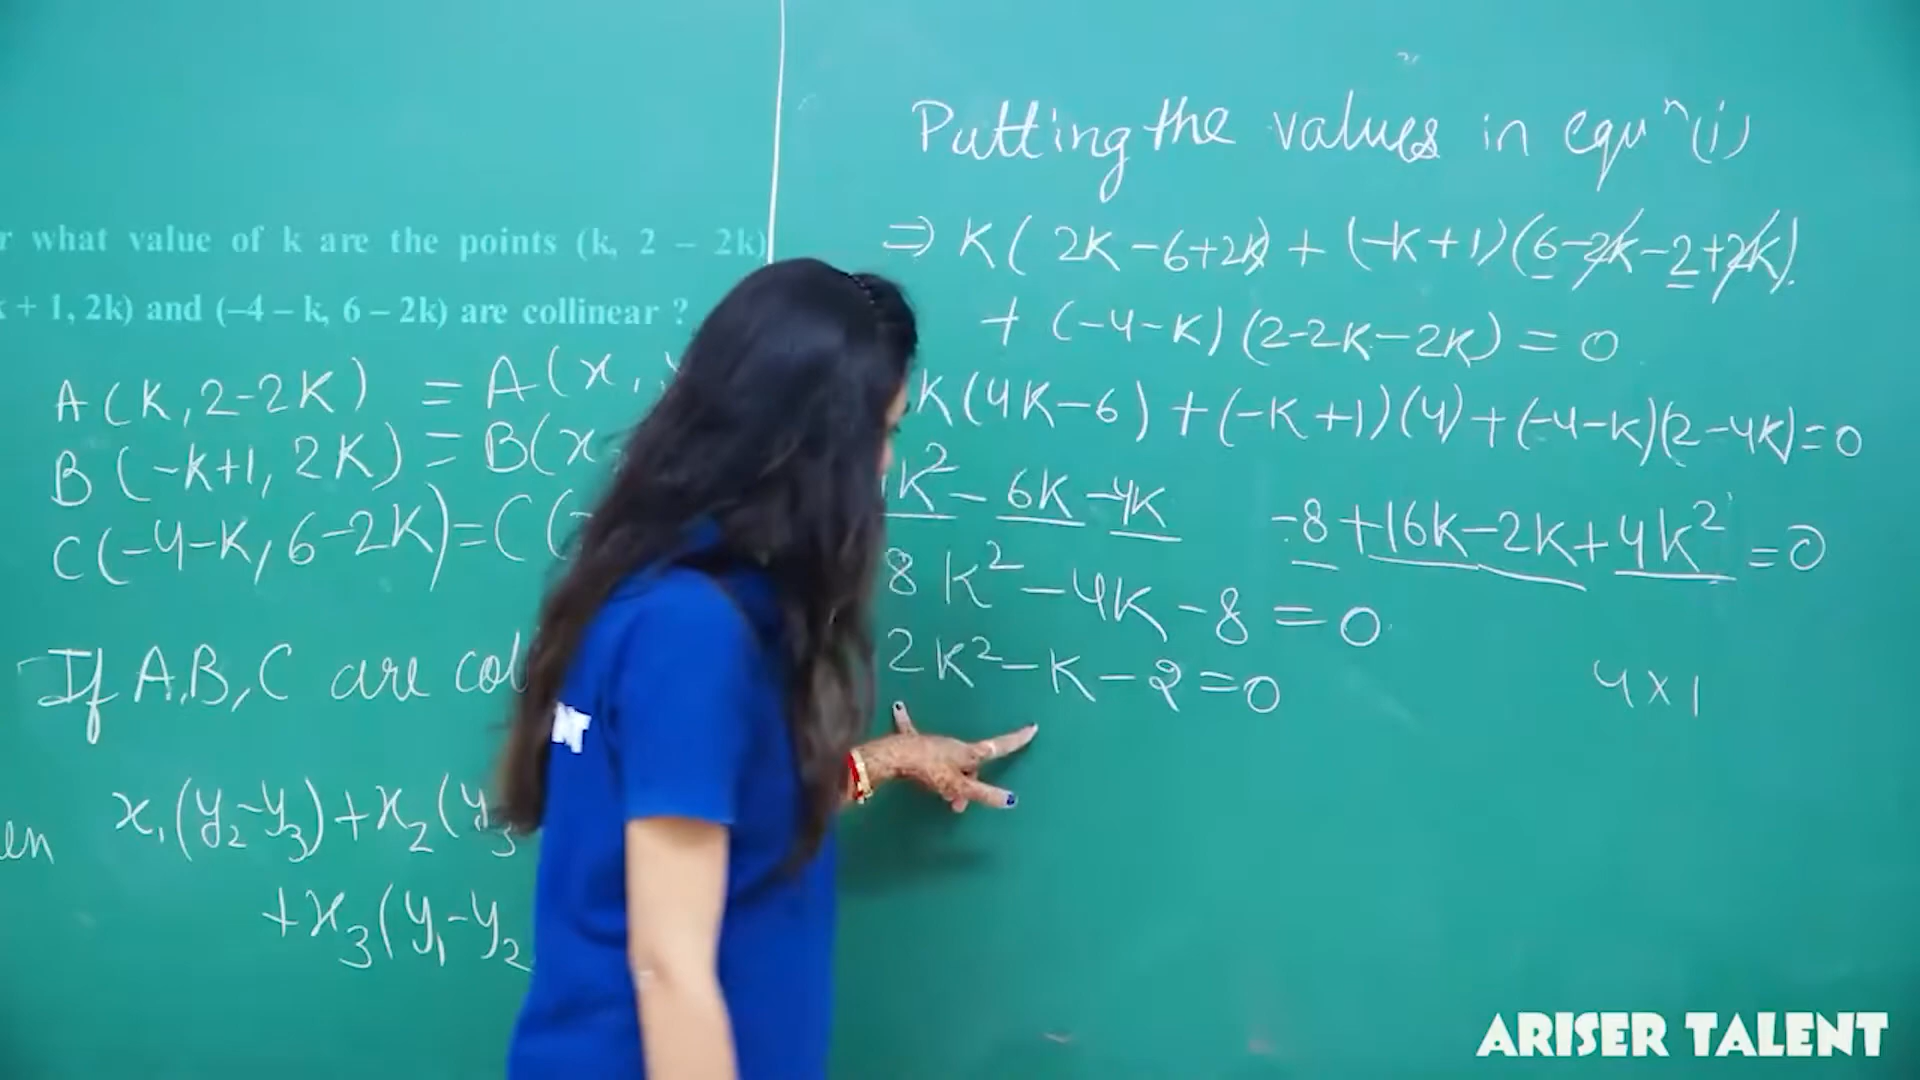 what value of k are the points (k, 2 – 2k)
+ 1, 2k) and (–4 – k, 6 – 2k) are collinear ?
A(K, 2-2K) = A(x,
B(-K+1, 2K) = B(x
C(-4-K, 6-2K) = C(
If A,B,C are col
x₁(y₂-y₃)+x₂(y₃
+x₃(y₁-y₂
Putting the values in equⁿ(i)
⇒ K(2K-6+2K) + (-K+1)(6-2K-2+2K)
+ (-4-K)(2-2K-2K) = 0
K(4K-6)+(-K+1)(4)+(-4-K)(2-4K)=0
K²-6K-4K -8+16K-2K+4K²=0
8K²-4K-8=0
2K²-K-2=0
4×1
ARISER TALENT